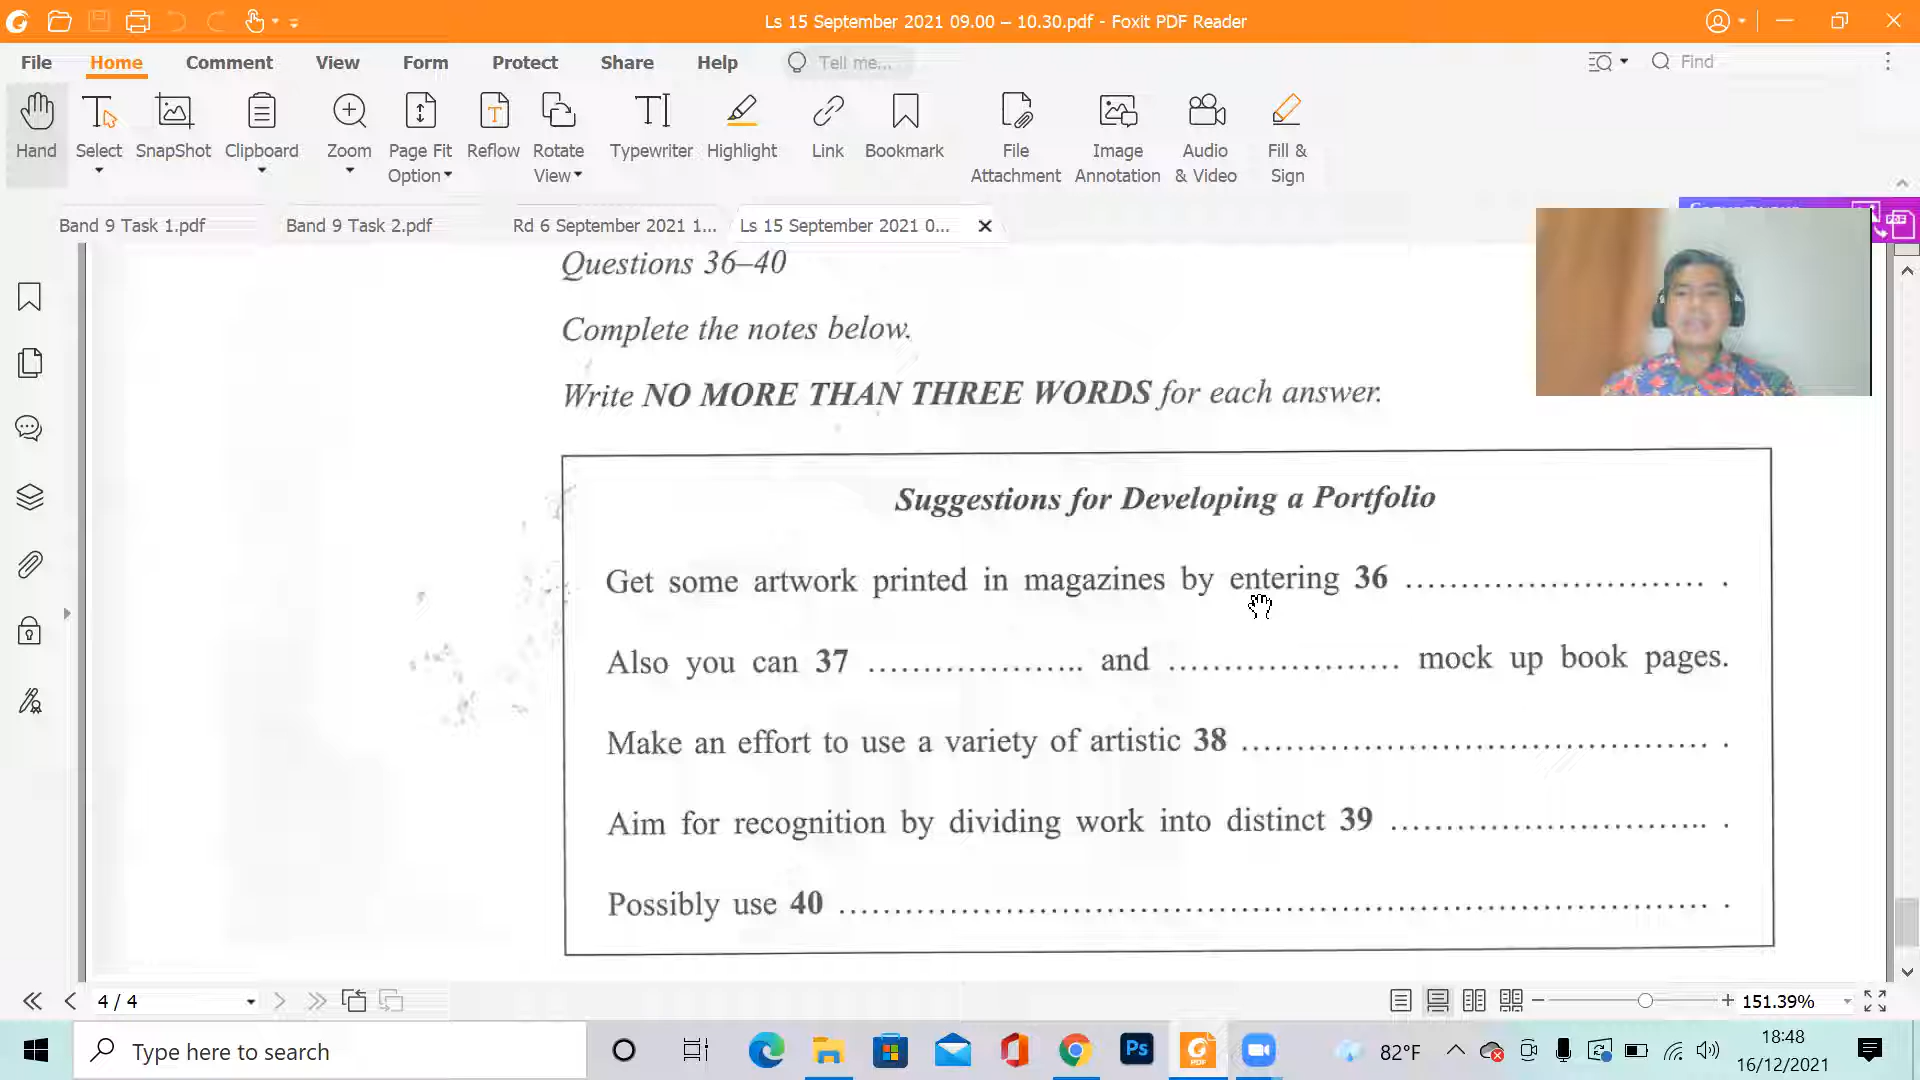 Ls 15 September 2021 09.00 – 10.30.pdf - Foxit PDF Reader
File Home Comment View Form Protect Share Help Tell me... Find
Hand Select SnapShot Clipboard Zoom Page Fit Option Reflow Rotate View Typewriter Highlight Link Bookmark File Attachment Image Annotation Audio & Video Fill & Sign
Band 9 Task 1.pdf Band 9 Task 2.pdf Rd 6 September 2021 1... Ls 15 September 2021 0...
PDF
Questions 36–40
Complete the notes below.
Write NO MORE THAN THREE WORDS for each answer.
Suggestions for Developing a Portfolio
Get some artwork printed in magazines by entering 36 .............................. .
Also you can 37 ...................... and ...................... mock up book pages.
Make an effort to use a variety of artistic 38 .............................................. .
Aim for recognition by dividing work into distinct 39 ................................ .
Possibly use 40 .................................................................................... .
4 / 4 151.39%
Type here to search Ps PDF 82°F 18:48
16/12/2021